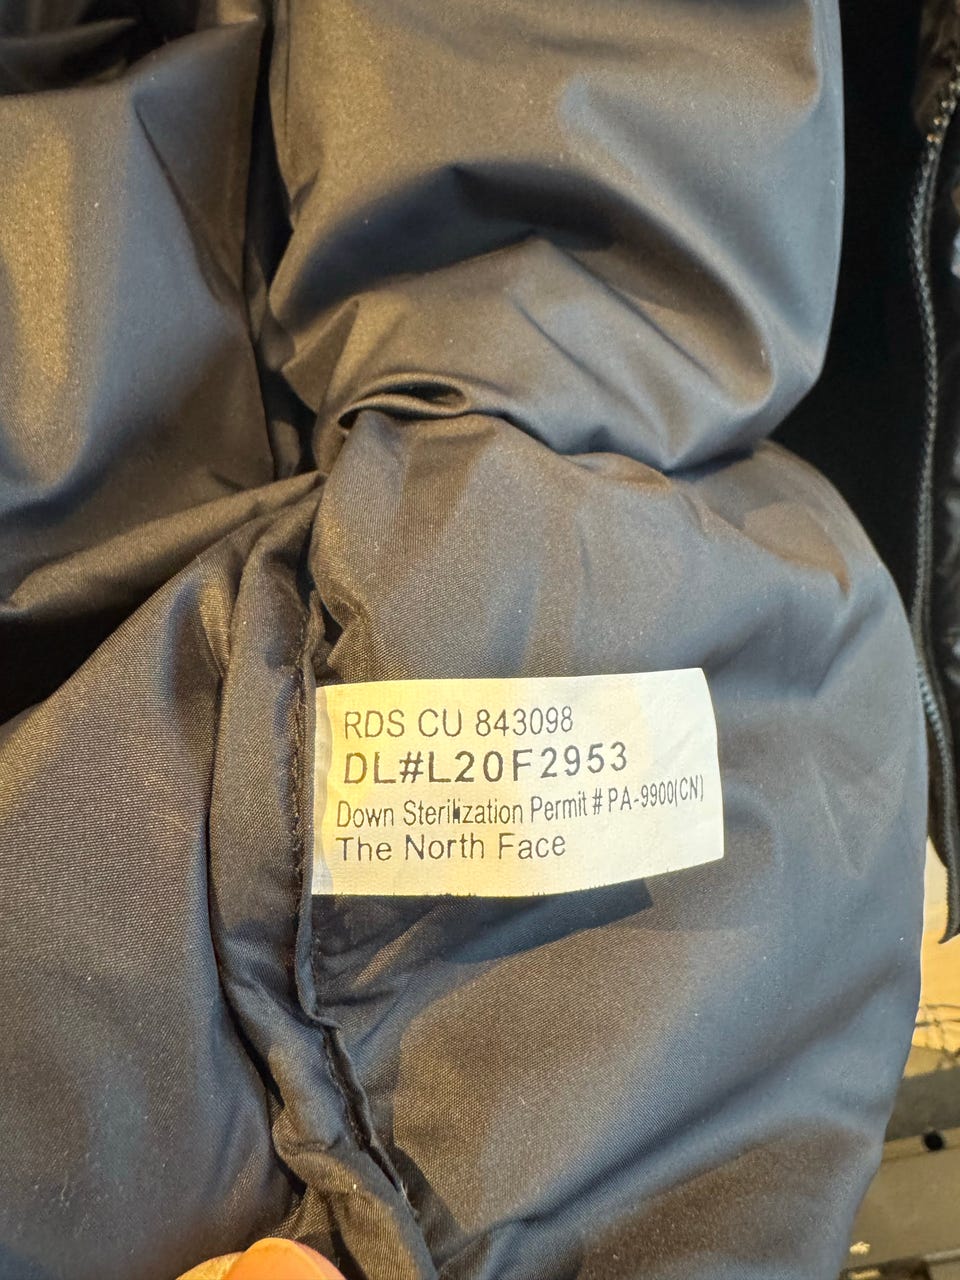 RDS CU 843098
DL#L20F2953
Down Sterilization Permit # PA-9900(CN)
The North Face